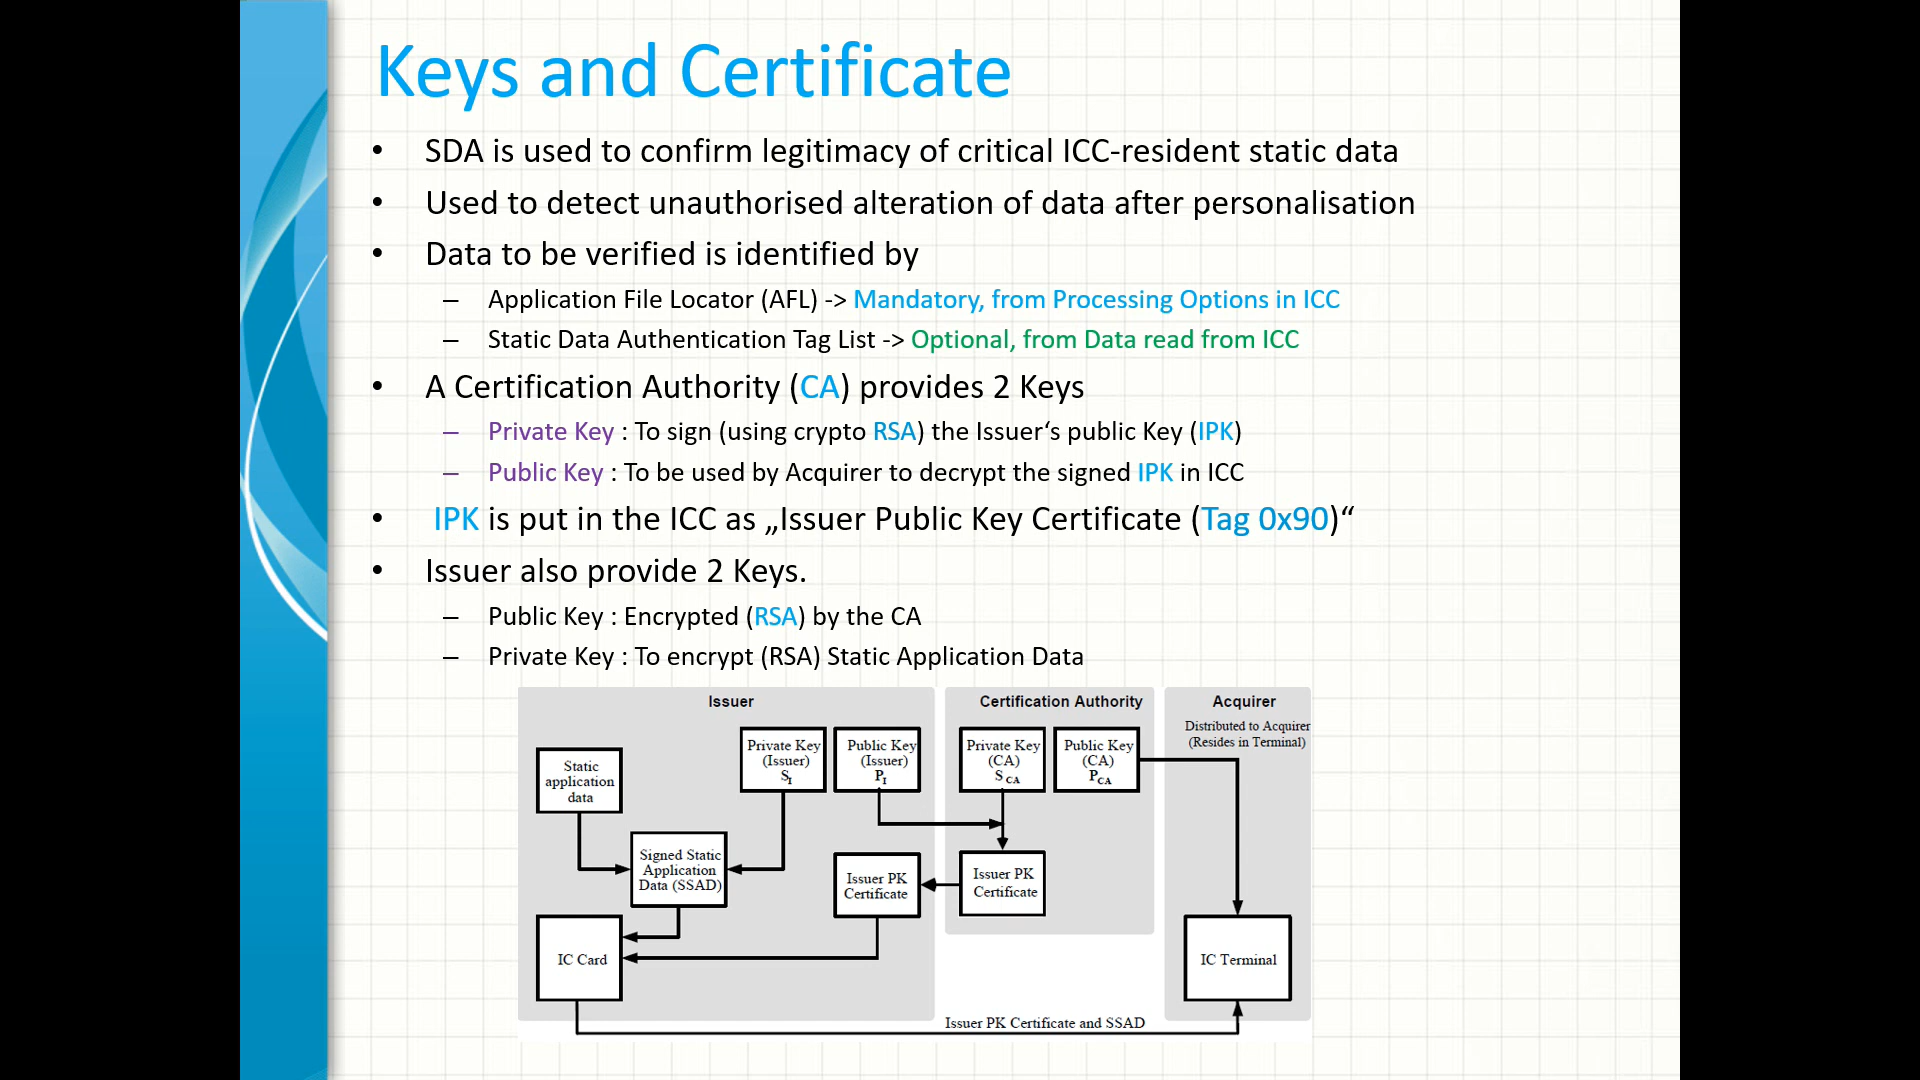 Keys and Certificate
• SDA is used to confirm legitimacy of critical ICC-resident static data
• Used to detect unauthorised alteration of data after personalisation
• Data to be verified is identified by
– Application File Locator (AFL) -> Mandatory, from Processing Options in ICC
– Static Data Authentication Tag List -> Optional, from Data read from ICC
• A Certification Authority (CA) provides 2 Keys
– Private Key : To sign (using crypto RSA) the Issuer‘s public Key (IPK)
– Public Key : To be used by Acquirer to decrypt the signed IPK in ICC
• IPK is put in the ICC as „Issuer Public Key Certificate (Tag 0x90)“
• Issuer also provide 2 Keys.
– Public Key : Encrypted (RSA) by the CA
– Private Key : To encrypt (RSA) Static Application Data
Issuer
Static
application
data
Private Key
(Issuer)
SI
Public Key
(Issuer)
PI
Signed Static
Application
Data (SSAD)
Issuer PK
Certificate
IC Card
Certification Authority
Private Key
(CA)
SCA
Public Key
(CA)
PCA
Issuer PK
Certificate
Acquirer
Distributed to Acquirer
(Resides in Terminal)
IC Terminal
Issuer PK Certificate and SSAD